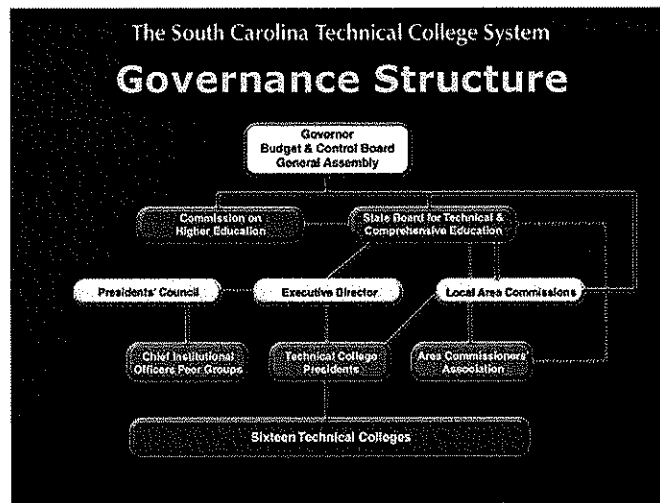 The South Carolina Technical College System
Governance Structure
Governor
Budget & Control Board
General Assembly
Commission on
Higher Education
State Board for Technical &
Comprehensive Education
Presidents' Council
Executive Director
Local Area Commissions
Chief Institutional
Officers Peer Groups
Technical College
Presidents
Area Commissioners'
Association
Sixteen Technical Colleges